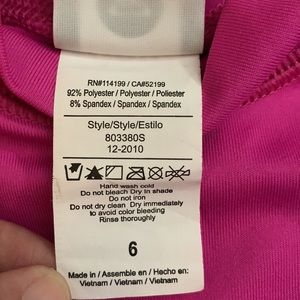 RN#114199 / CA#52199
92% Polyester / Polyester / Poliester
8% Spandex / Spandex / Spandex
Style/Style/Estilo
803380S
12-2010
Hand wash cold
Do not bleach Dry in shade
Do not iron
Do not dry clean Dry immediately
to avoid color bleeding
Rinse thoroughly
6
Made in / Assemble en / Hecho en:
Vietnam / Vietnam / Vietnam